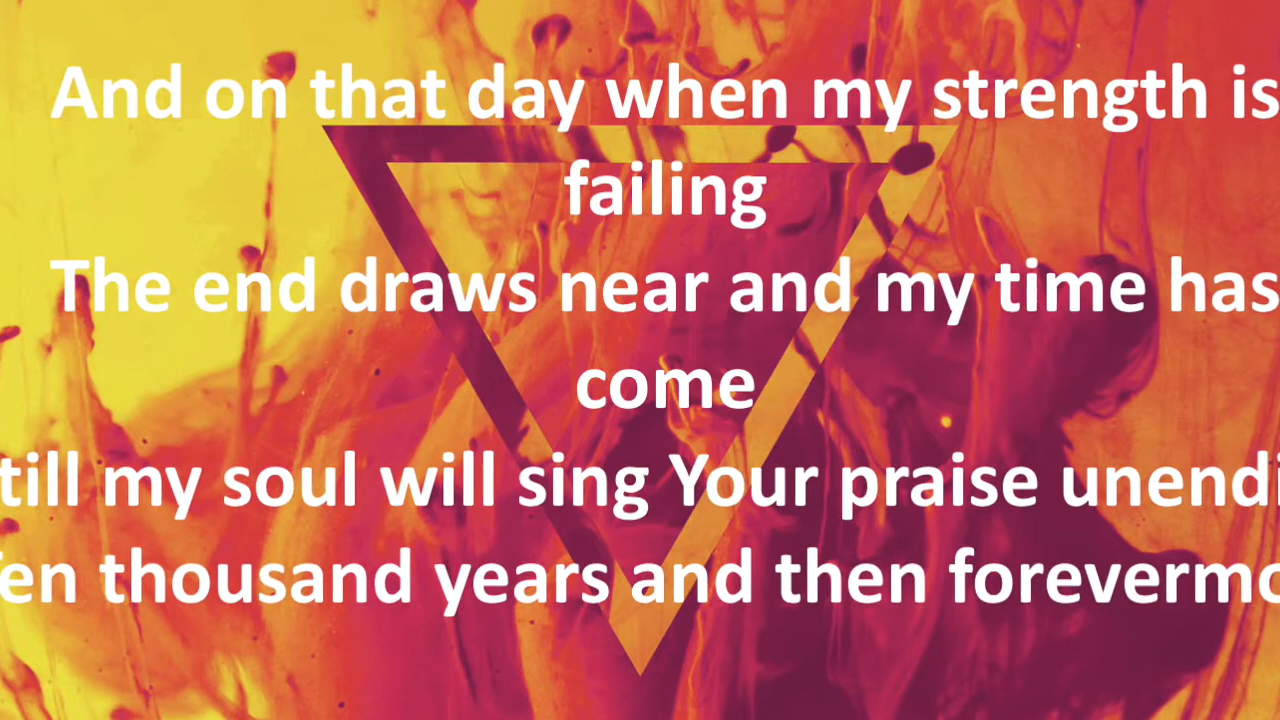 And on that day when my strength is
failing
The end draws near and my time has
come
till my soul will sing Your praise unendi
en thousand years and then forevermo